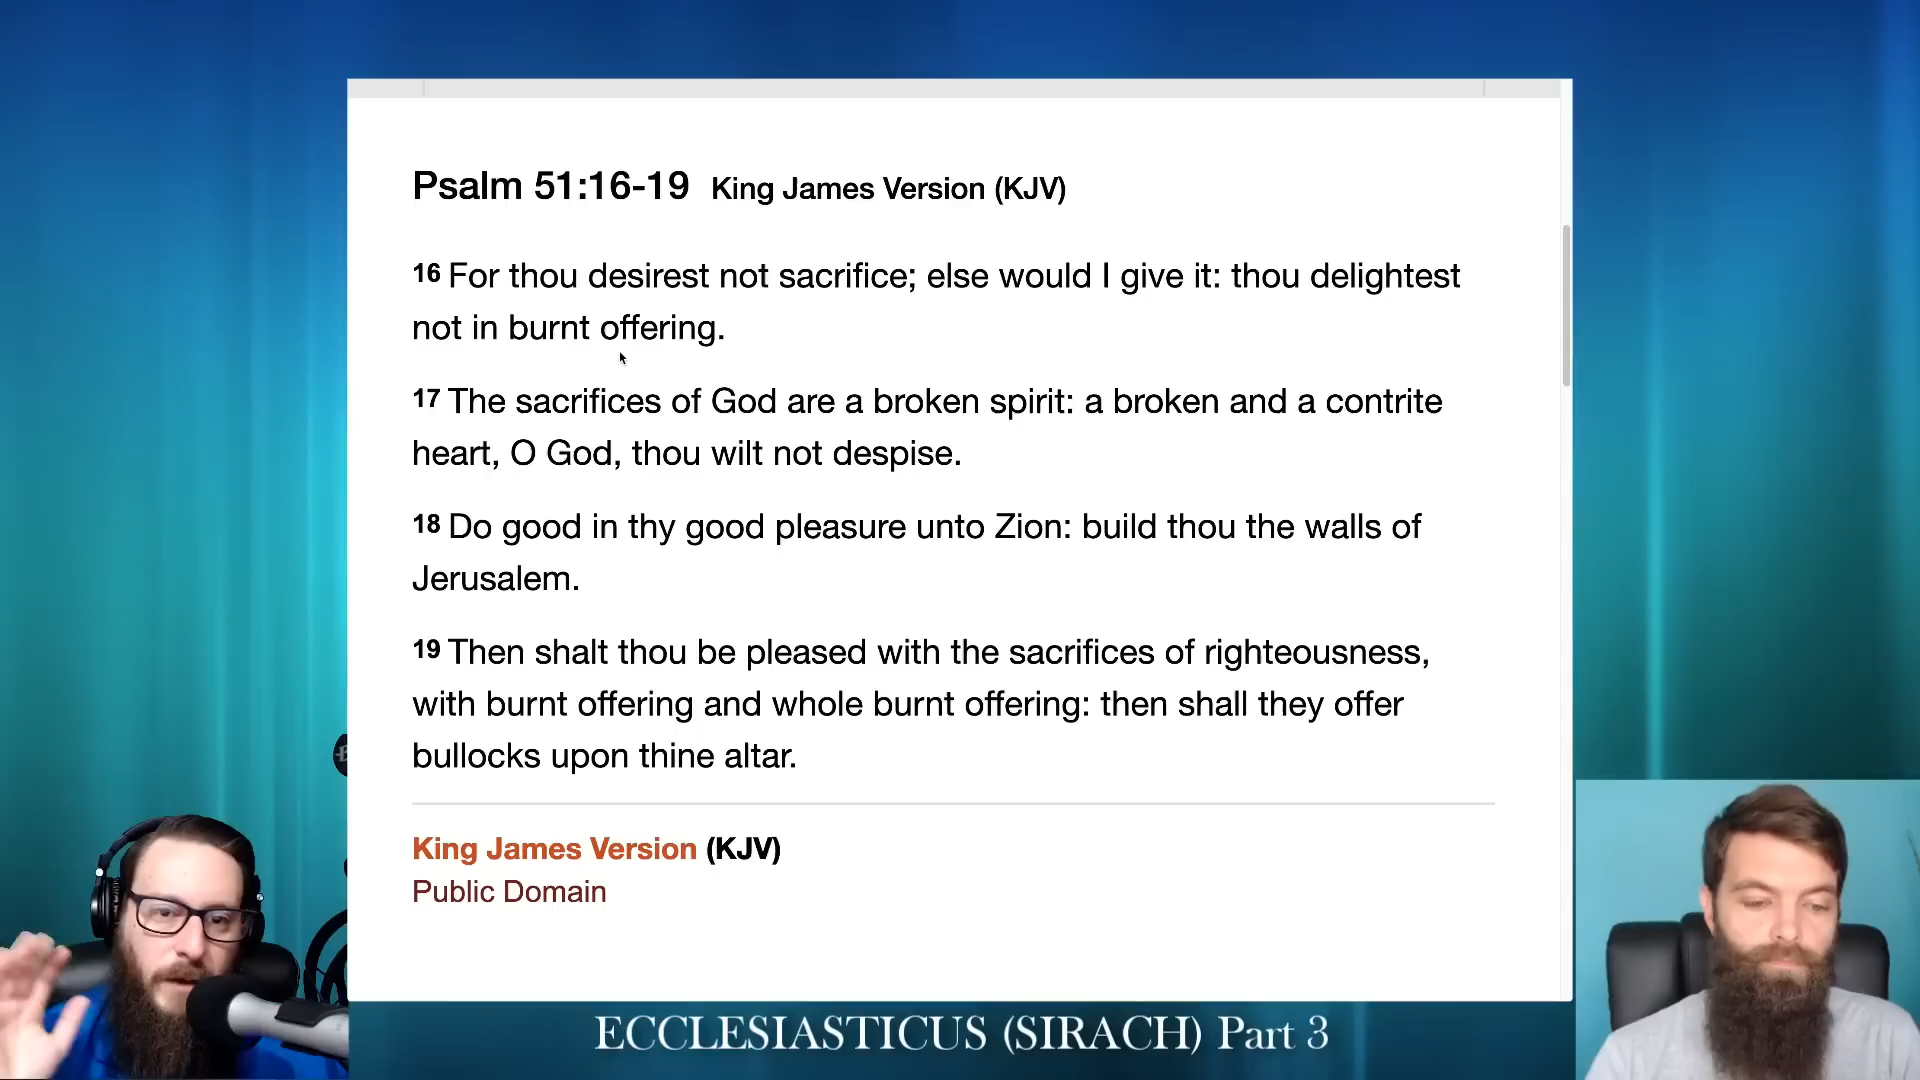 Psalm 51:16-19 King James Version (KJV)
16 For thou desirest not sacrifice; else would I give it: thou delightest
not in burnt offering.
17 The sacrifices of God are a broken spirit: a broken and a contrite
heart, O God, thou wilt not despise.
18 Do good in thy good pleasure unto Zion: build thou the walls of
Jerusalem.
19 Then shalt thou be pleased with the sacrifices of righteousness,
with burnt offering and whole burnt offering: then shall they offer
bullocks upon thine altar.
King James Version (KJV)
Public Domain
ECCLESIASTICUS (SIRACH) Part 3